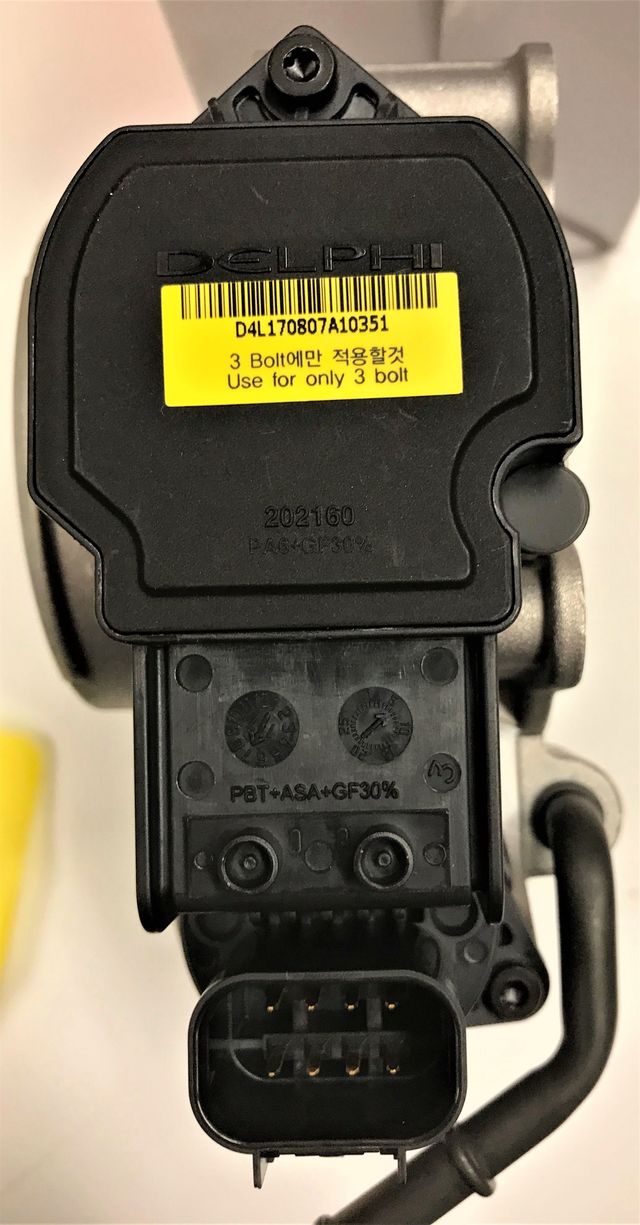 DELPHI
D4L170807A10351
3 Bolt에만 적용할것
Use for only 3 bolt
202160
PA6+GF30%
PBT+ASA+GF30%